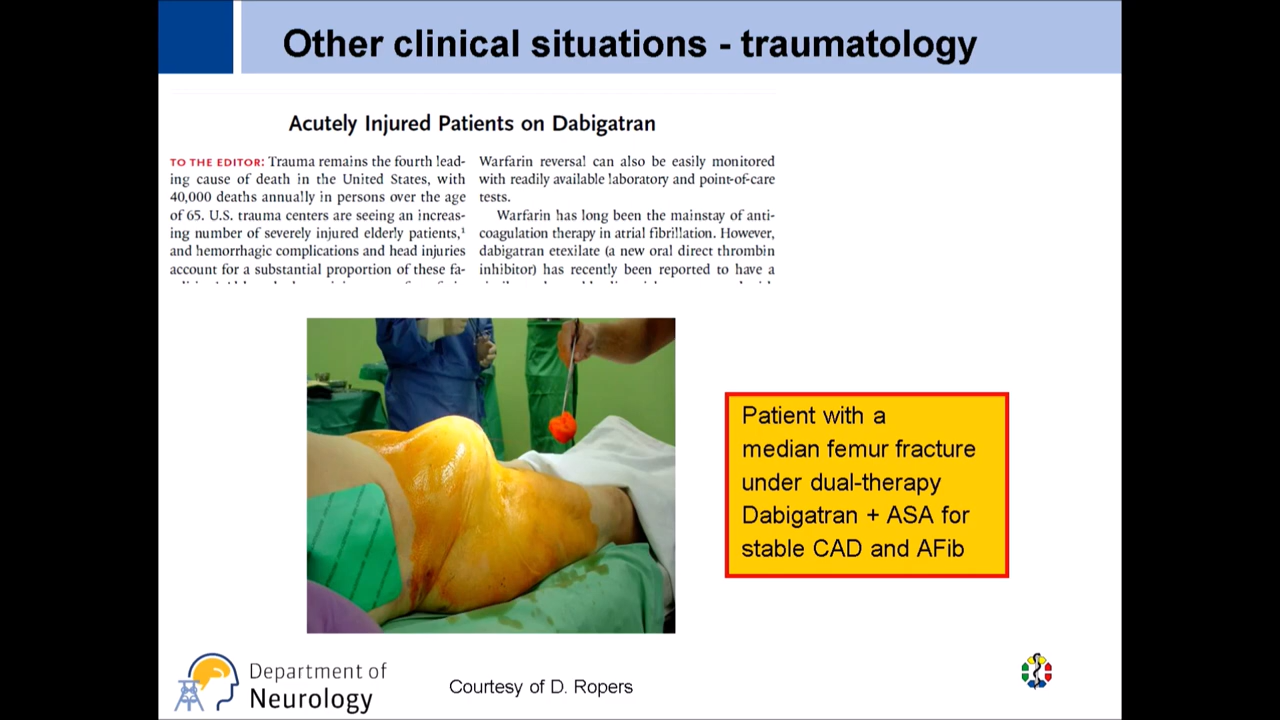 Other clinical situations - traumatology
Acutely Injured Patients on Dabigatran
TO THE EDITOR: Trauma remains the fourth lead-
ing cause of death in the United States, with
40,000 deaths annually in persons over the age
of 65. U.S. trauma centers are seeing an increas-
ing number of severely injured elderly patients,¹
and hemorrhagic complications and head injuries
account for a substantial proportion of these fa-
Warfarin reversal can also be easily monitored
with readily available laboratory and point-of-care
tests.
Warfarin has long been the mainstay of anti-
coagulation therapy in atrial fibrillation. However,
dabigatran etexilate (a new oral direct thrombin
inhibitor) has recently been reported to have a
Patient with a
median femur fracture
under dual-therapy
Dabigatran + ASA for
stable CAD and AFib
Department of
Neurology
Courtesy of D. Ropers